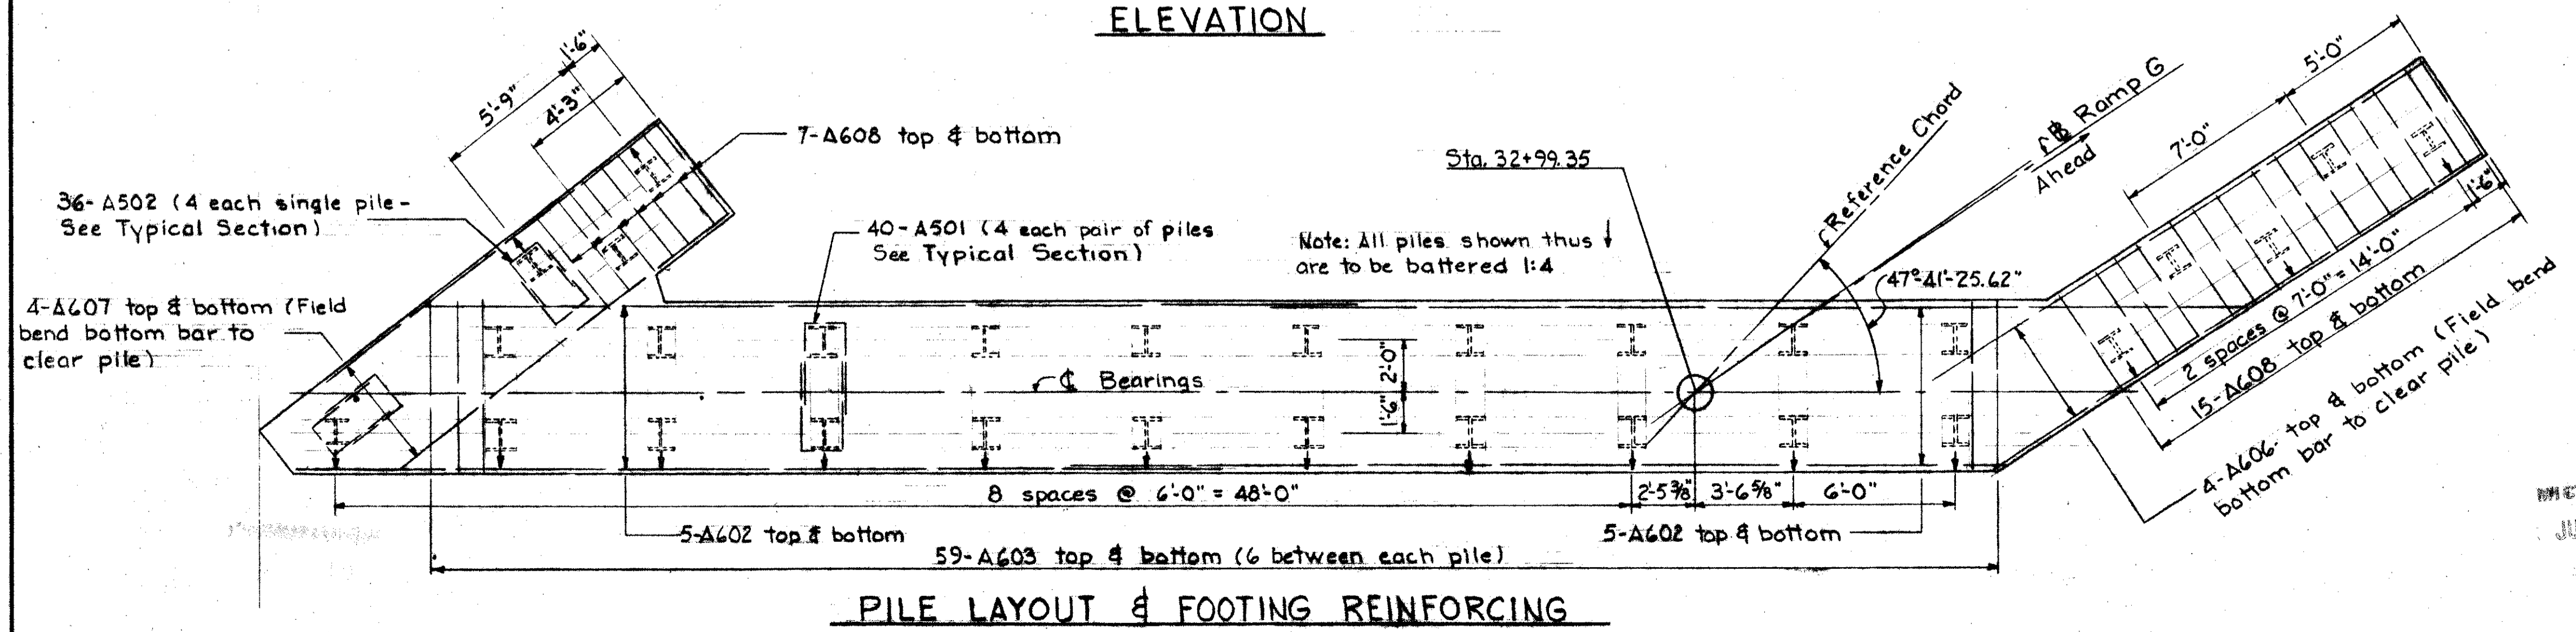 ELEVATION
1'-6"
5'-9"
4'-3"
7-A608 top & bottom
36-A502 (4 each single pile-
See Typical Section)
40-A501 (4 each pair of piles
See Typical Section)
Note: All piles shown thus ↓
are to be battered 1:4
Sta. 32+99.35
℄ Reference Chord
℄ Ramp G
Ahead
47°-41'-25.62"
5'-0"
7'-0"
1'-6"
2 spaces @ 7'-0" = 14'-0"
15-A608 top & bottom
4-A606- top & bottom (Field bend
bottom bar to clear pile)
4-A607 top & bottom (Field
bend bottom bar to
clear pile)
℄ Bearings
2'-0"
1'-6"
8 spaces @ 6'-0" = 48'-0"
2'-5⅜"
3'-6⅝"
6'-0"
5-A602 top & bottom
5-A602 top & bottom
59-A603 top & bottom (6 between each pile)
PILE LAYOUT & FOOTING REINFORCING